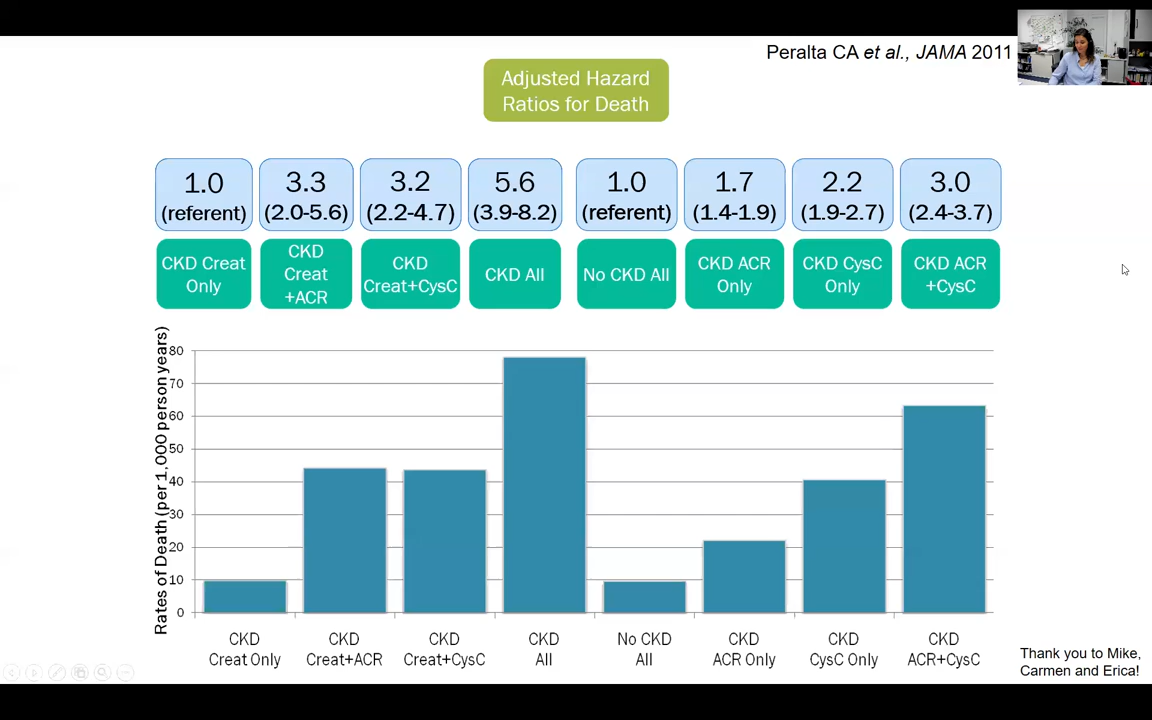 Peralta CA et al., JAMA 2011
Adjusted Hazard
Ratios for Death
1.0
(referent)
3.3
(2.0-5.6)
3.2
(2.2-4.7)
5.6
(3.9-8.2)
1.0
(referent)
1.7
(1.4-1.9)
2.2
(1.9-2.7)
3.0
(2.4-3.7)
CKD Creat
Only
CKD
Creat
+ACR
CKD
Creat+CysC
CKD All
No CKD All
CKD ACR
Only
CKD CysC
Only
CKD ACR
+CysC
Rates of Death (per 1,000 person years)
80
70
60
50
40
30
20
10
0
CKD
Creat Only
CKD
Creat+ACR
CKD
Creat+CysC
CKD
All
No CKD
All
CKD
ACR Only
CKD
CysC Only
CKD
ACR+CysC
Thank you to Mike,
Carmen and Erica!